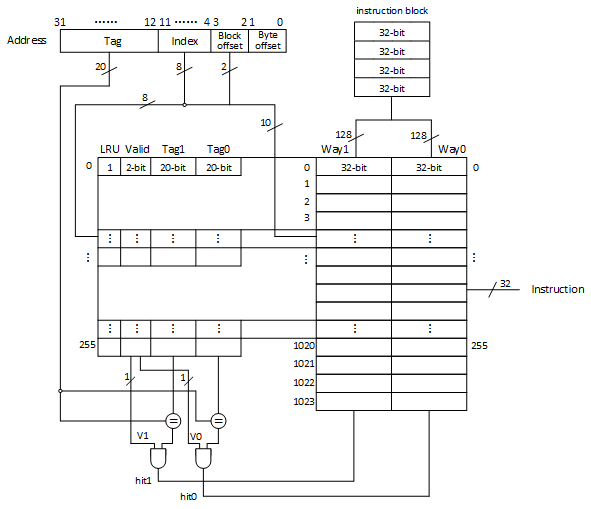 instruction block
31 ...... 12 11 ...... 4 3 2 1 0
Address Tag Index Block offset Byte offset
32-bit
32-bit
32-bit
32-bit
20 8 2
8
10
128 128
LRU Valid Tag1 Tag0 Way1 Way0
0 1 2-bit 20-bit 20-bit 0 32-bit 32-bit 0
1
2
3
⋮ ⋮ ⋮ ⋮ ⋮ ⋮
⋮ ⋮ ⋮
32 Instruction
⋮ ⋮ ⋮ ⋮ ⋮ ⋮
255 1020 255
1021
1022
1023
1 1
= =
V1 V0
hit1
hit0